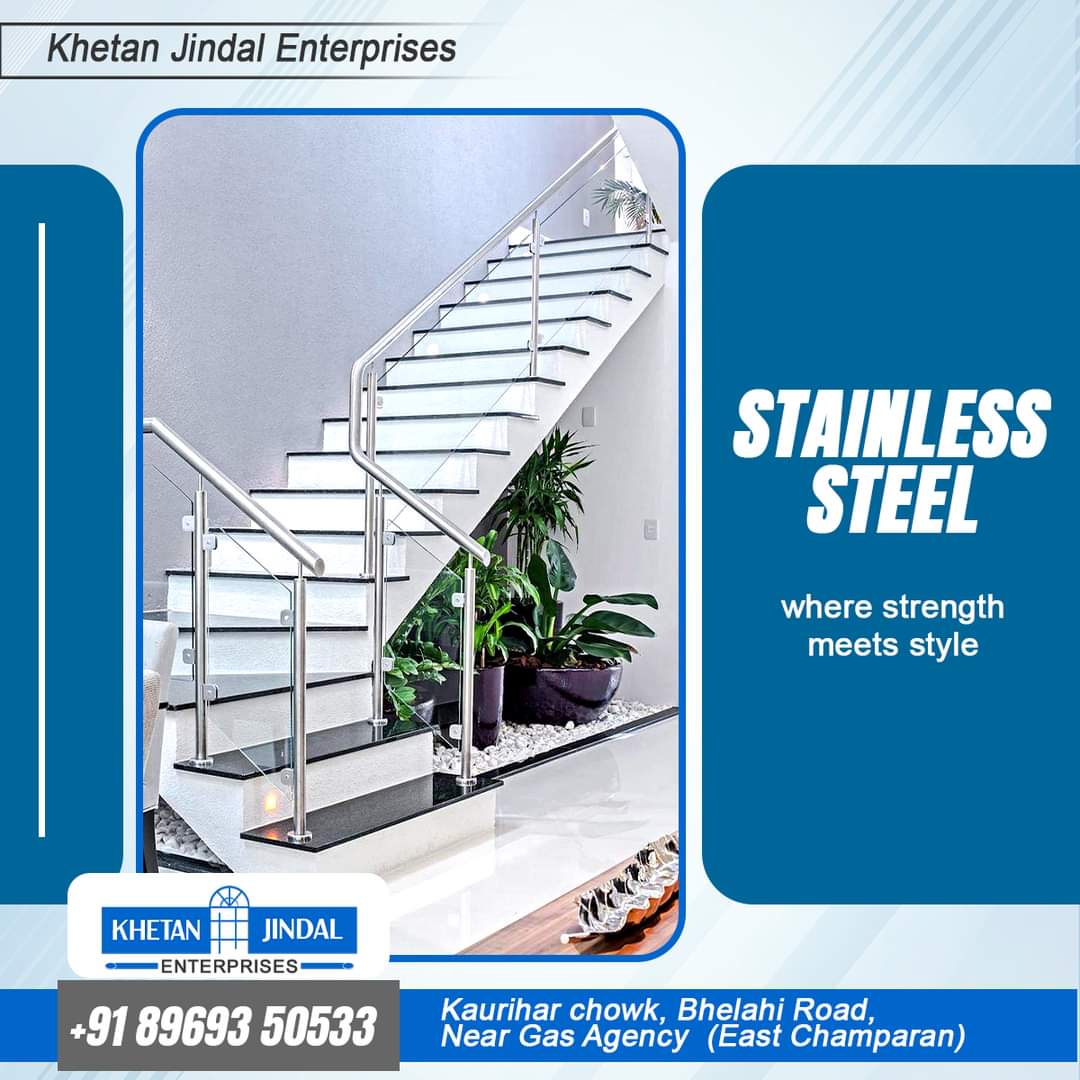 Khetan Jindal Enterprises
STAINLESS
STEEL
where strength
meets style
KHETAN JINDAL
ENTERPRISES
+91 89693 50533
Kaurihar chowk, Bhelahi Road,
Near Gas Agency (East Champaran)